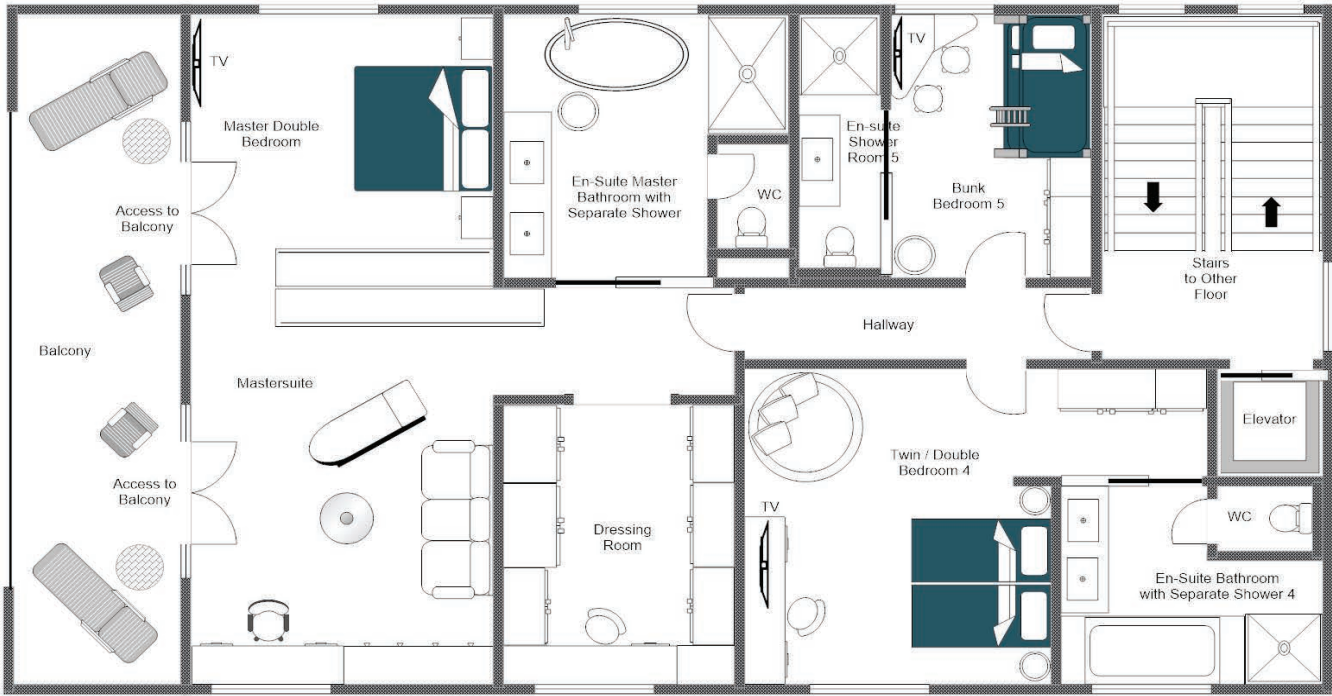 TV
Master Double
Bedroom
Access to
Balcony
En-Suite Master
Bathroom with
Separate Shower
WC
En-suite
Shower
Room 5
TV
Bunk
Bedroom 5
Stairs
to Other
Floor
Hallway
Balcony
Mastersuite
Access to
Balcony
Dressing
Room
Twin / Double
Bedroom 4
TV
Elevator
WC
En-Suite Bathroom
with Separate Shower 4